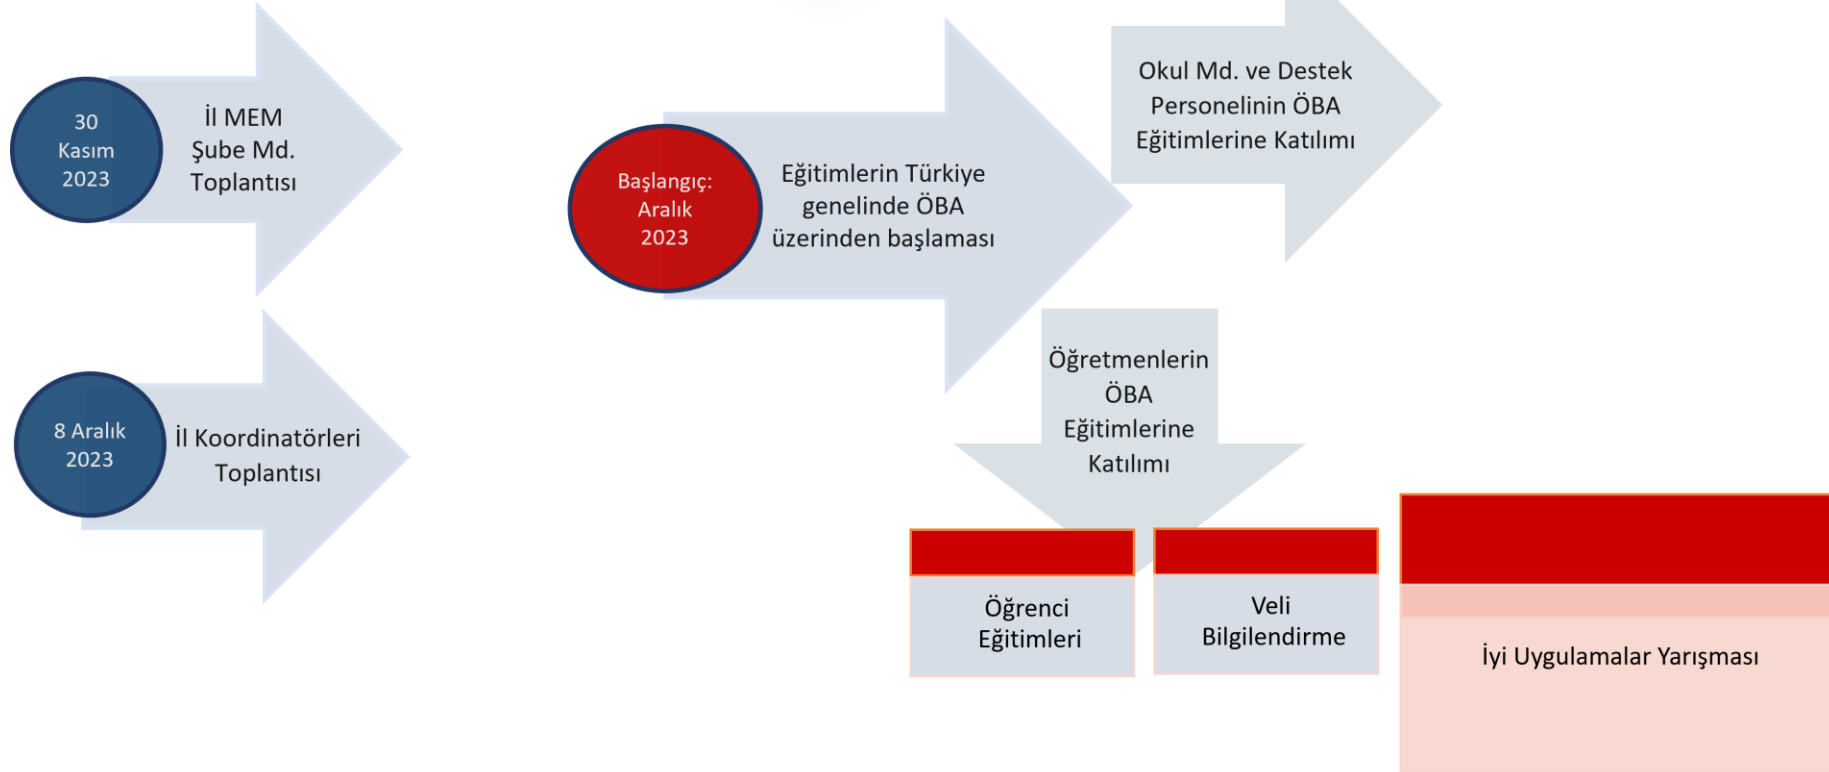 30
Kasım
2023
İl MEM
Şube Md.
Toplantısı
8 Aralık
2023
İl Koordinatörleri
Toplantısı
Başlangıç:
Aralık
2023
Eğitimlerin Türkiye
genelinde ÖBA
üzerinden başlaması
Okul Md. ve Destek
Personelinin ÖBA
Eğitimlerine Katılımı
Öğretmenlerin
ÖBA
Eğitimlerine
Katılımı
Öğrenci
Eğitimleri
Veli
Bilgilendirme
İyi Uygulamalar Yarışması